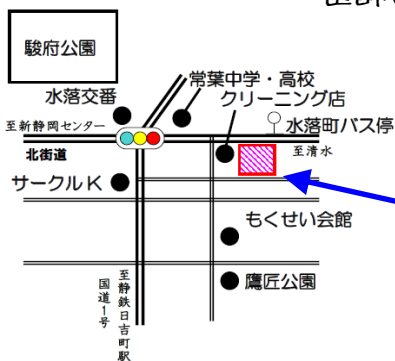 駿府公園
常葉中学・高校
水落交番
クリーニング店
至新静岡センター
水落町バス停
北街道
至清水
サークルK
もくせい会館
鷹匠公園
至静鉄日吉町駅
国道1号